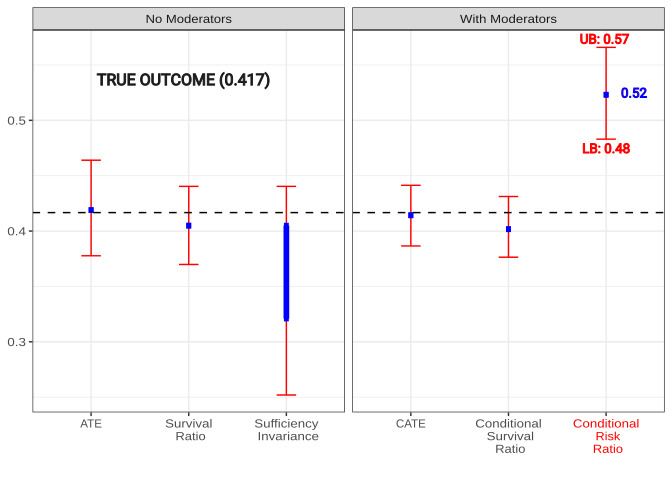 No Moderators
With Moderators
TRUE OUTCOME (0.417)
UB: 0.57
0.52
LB: 0.48
0.5
0.4
0.3
ATE
Survival
Ratio
Sufficiency
Invariance
CATE
Conditional
Survival
Ratio
Conditional
Risk
Ratio